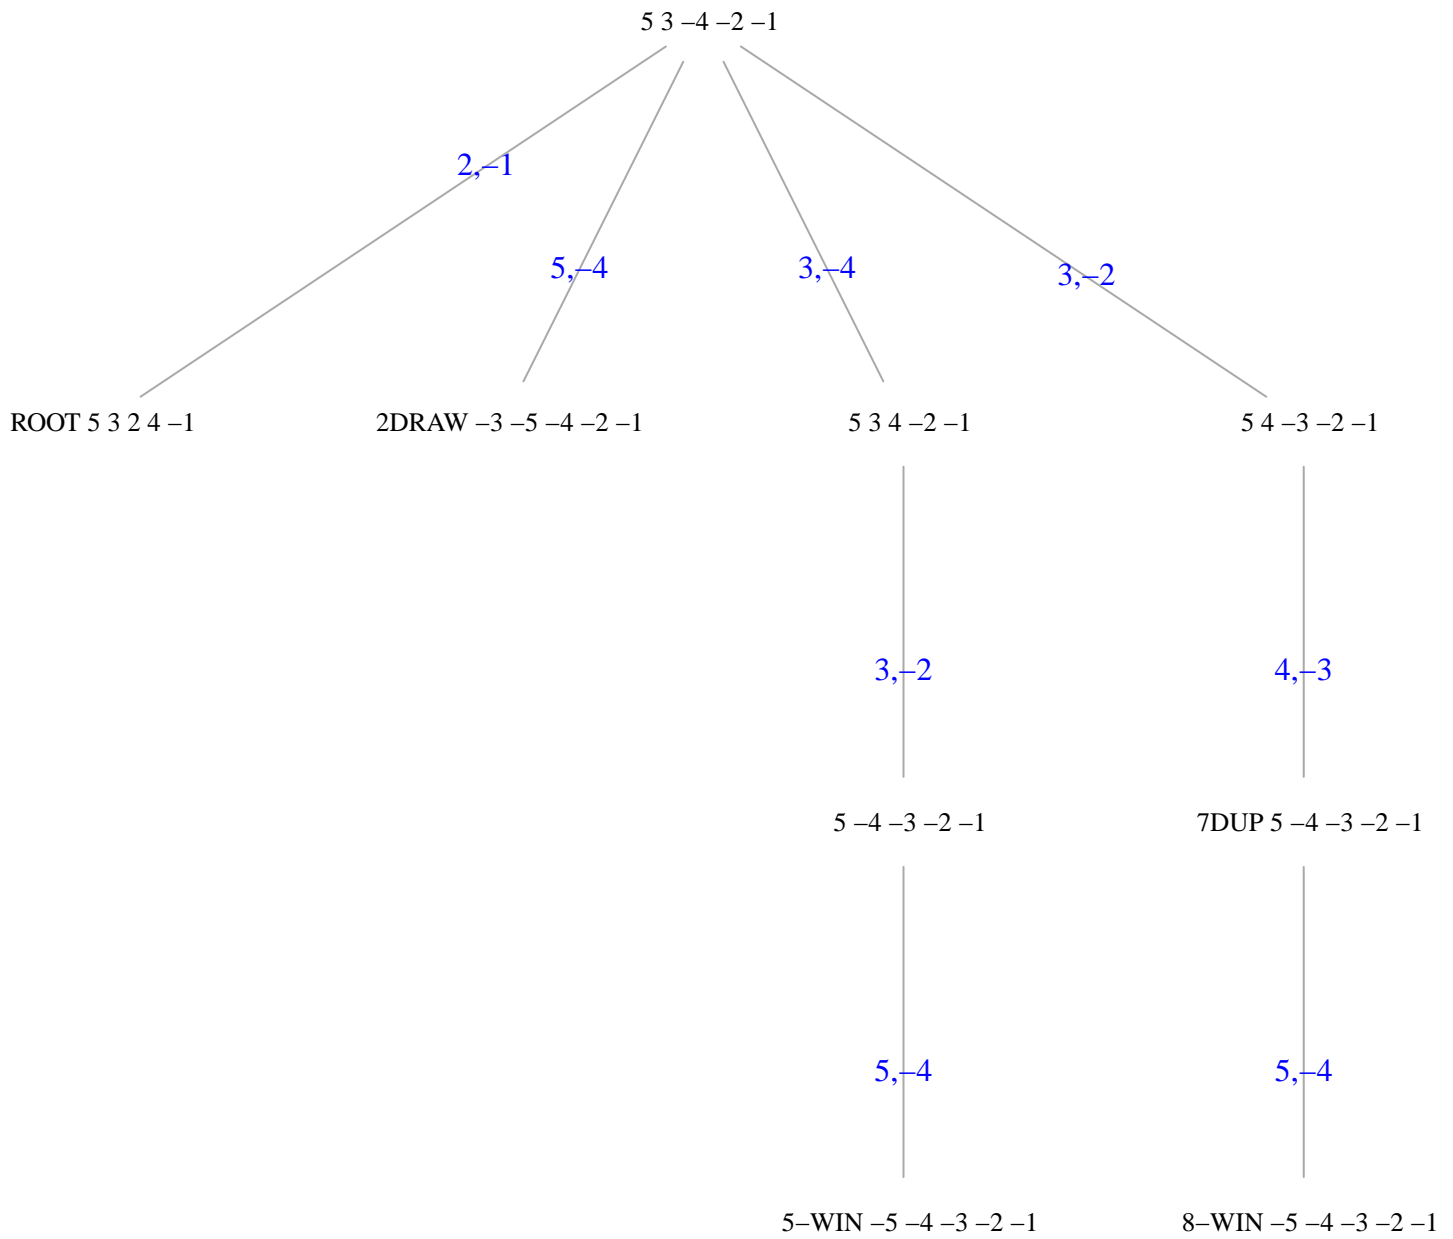 5 3 –4 –2 –1
2,–1
5,–4
3,–4
3,–2
ROOT 5 3 2 4 –1
2DRAW –3 –5 –4 –2 –1
5 3 4 –2 –1
5 4 –3 –2 –1
3,–2
4,–3
5 –4 –3 –2 –1
7DUP 5 –4 –3 –2 –1
5,–4
5,–4
5–WIN –5 –4 –3 –2 –1
8–WIN –5 –4 –3 –2 –1